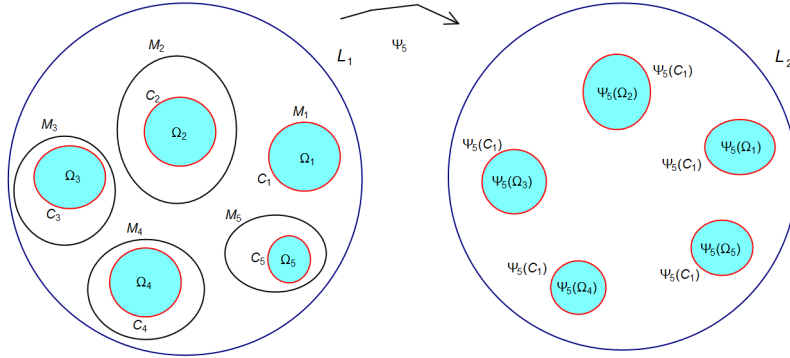 L₁
Ψ₅
M₂
C₂
Ω₂
M₁
Ω₁
C₁
M₃
Ω₃
C₃
M₄
Ω₄
C₄
M₅
C₅
Ω₅
L₂
Ψ₅(C₁)
Ψ₅(Ω₂)
Ψ₅(C₁)
Ψ₅(Ω₁)
Ψ₅(C₁)
Ψ₅(Ω₃)
Ψ₅(C₁)
Ψ₅(Ω₅)
Ψ₅(C₁)
Ψ₅(Ω₄)